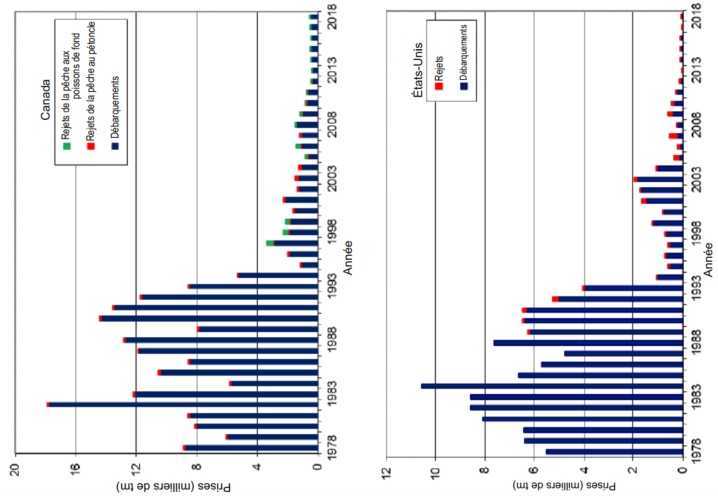 Canada
Rejets de la pêche aux
poissons de fond
Rejets de la pêche au pétoncle
Débarquements
Prises (milliers de tm)
20
16
12
8
4
0
1978
1983
1988
1993
1998
2003
2008
2013
2018
Année
États-Unis
Rejets
Débarquements
Prises (milliers de tm)
12
10
8
6
4
2
0
1978
1983
1988
1993
1998
2003
2008
2013
2018
Année